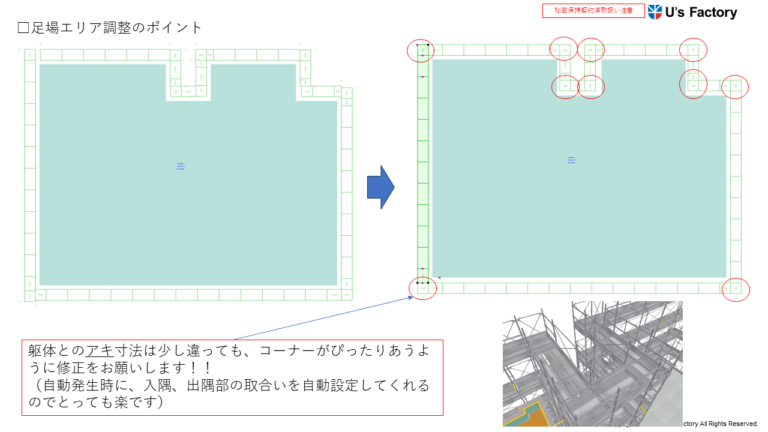 秘密保持契約済取扱い注意
U's Factory
□足場エリア調整のポイント
躯体とのアキ寸法は少し違っても、コーナーがぴったりあうよ
うに修正をお願いします！！
（自動発生時に、入隅、出隅部の取合いを自動設定してくれる
のでとっても楽です）
ctory All Rights Reserved.